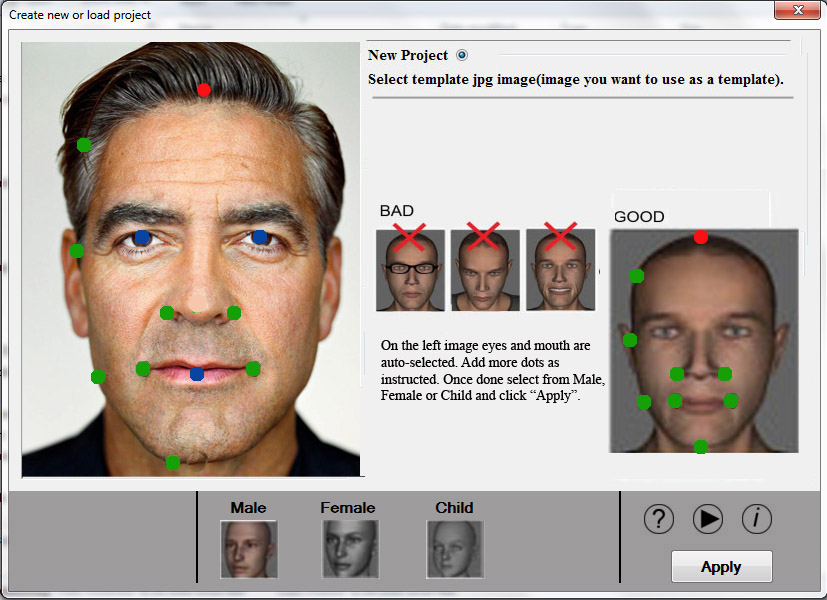 Create new or load project
New Project
Select template jpg image(image you want to use as a template).
BAD
GOOD
On the left image eyes and mouth are
auto-selected. Add more dots as
instructed. Once done select from Male,
Female or Child and click “Apply”.
Male
Female
Child
?
i
Apply